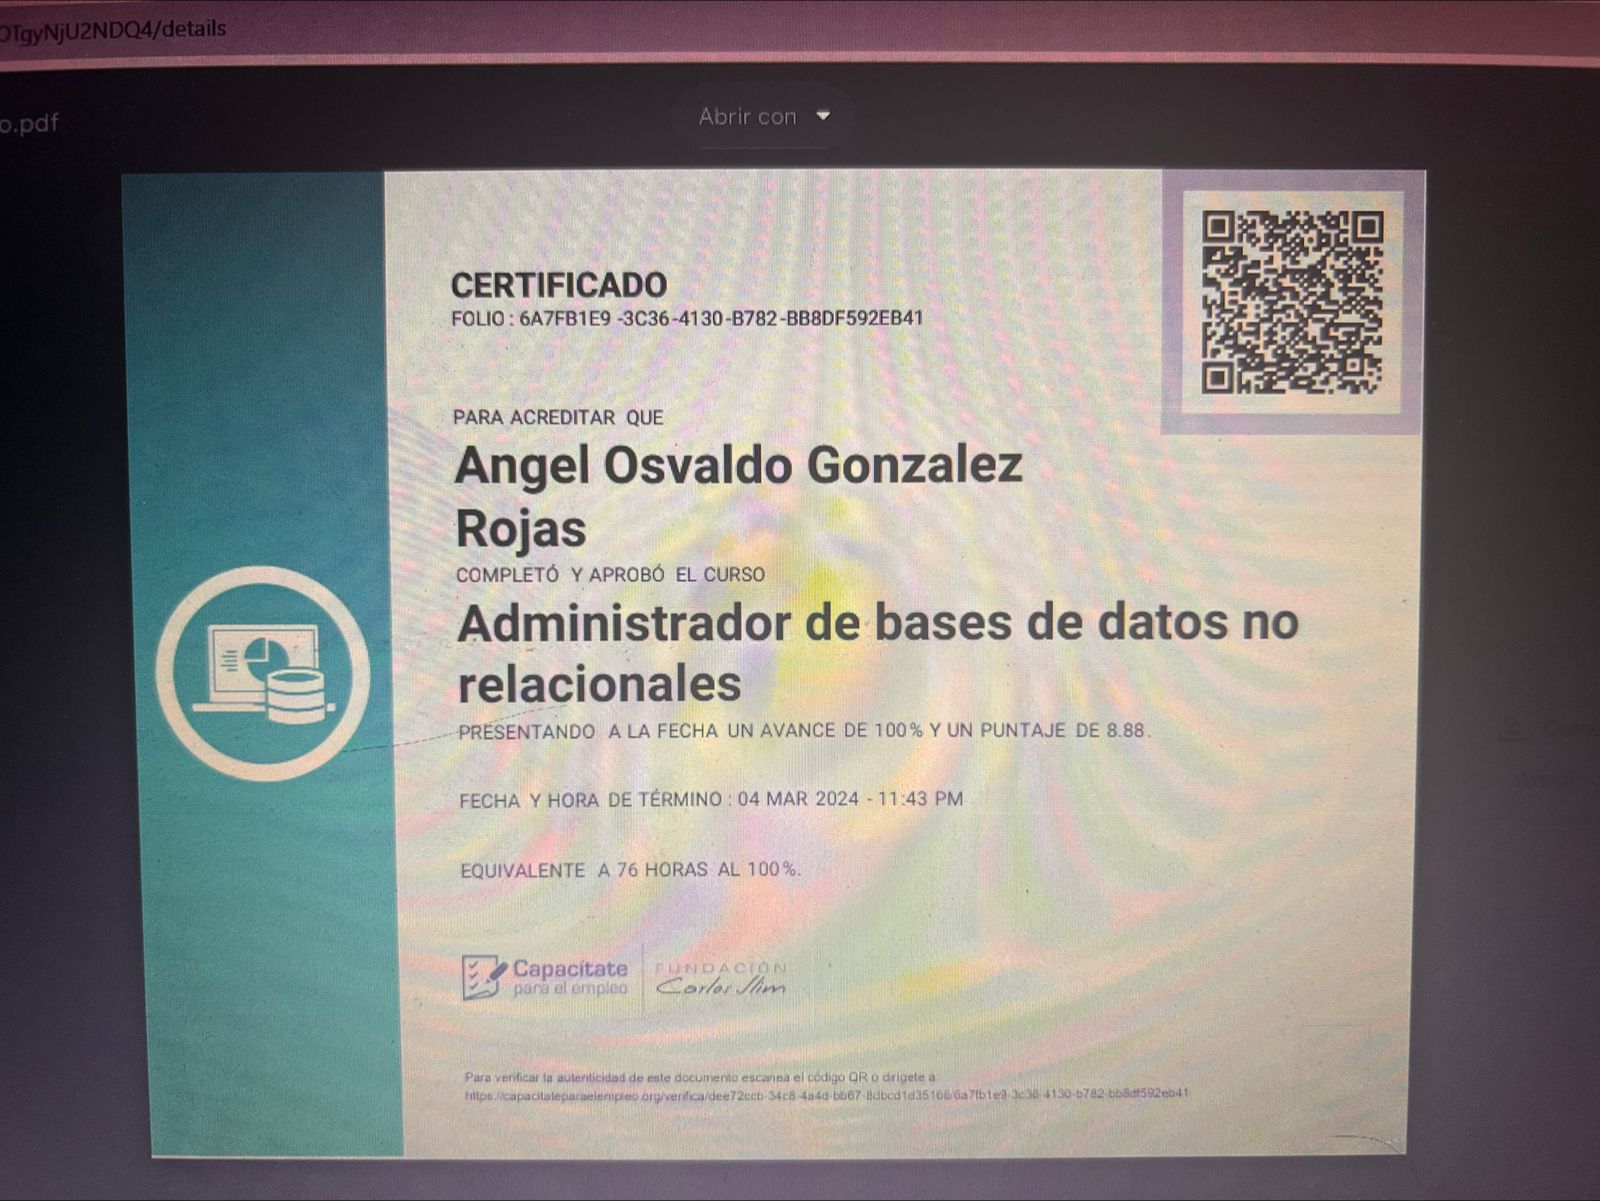 OTgyNjU2NDQ4/details
o.pdf
Abrir con
CERTIFICADO
FOLIO : 6A7FB1E9 -3C36-4130-B782-BB8DF592EB41
PARA ACREDITAR QUE
Angel Osvaldo Gonzalez
Rojas
COMPLETÓ Y APROBÓ EL CURSO
Administrador de bases de datos no
relacionales
PRESENTANDO A LA FECHA UN AVANCE DE 100% Y UN PUNTAJE DE 8.88.
FECHA Y HORA DE TÉRMINO : 04 MAR 2024 - 11:43 PM
EQUIVALENTE A 76 HORAS AL 100%.
Capacítate
para el empleo
FUNDACIÓN
Carlos Slim
Para verificar la autenticidad de este documento escanea el código QR o dirígete a
https://capacitateparaelempleo.org/verifica/dee72ccb-34c8-4a4d-bb67-8dbcd1d35166/6a7fb1e9-3c36-4130-b782-bb8df592eb41